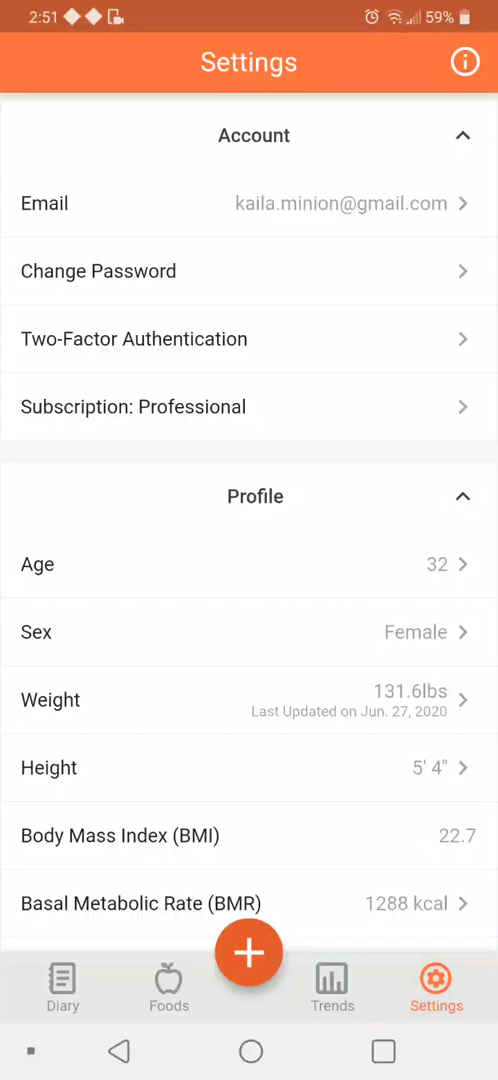 2:51 59%
Settings
Account
Email kaila.minion@gmail.com
Change Password
Two-Factor Authentication
Subscription: Professional
Profile
Age 32
Sex Female
Weight 131.6lbs
Last Updated on Jun. 27, 2020
Height 5' 4"
Body Mass Index (BMI) 22.7
Basal Metabolic Rate (BMR) 1288 kcal
Diary Foods Trends Settings